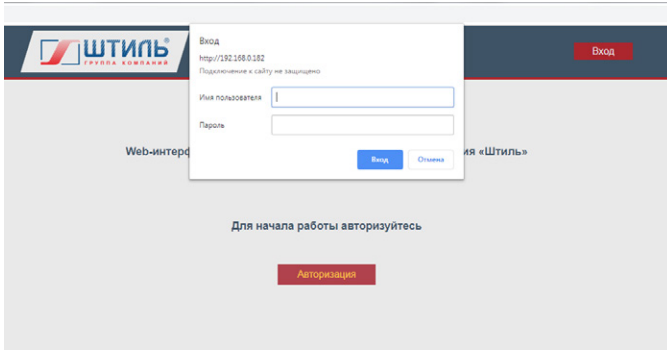 ШТИЛЬ®
ГРУППА КОМПАНИЙ
Вход
http://192.168.0.182
Подключение к сайту не защищено
Имя пользователя
Пароль
Вход Отмена
Вход
Web-интерф ия «Штиль»
Для начала работы авторизуйтесь
Авторизация